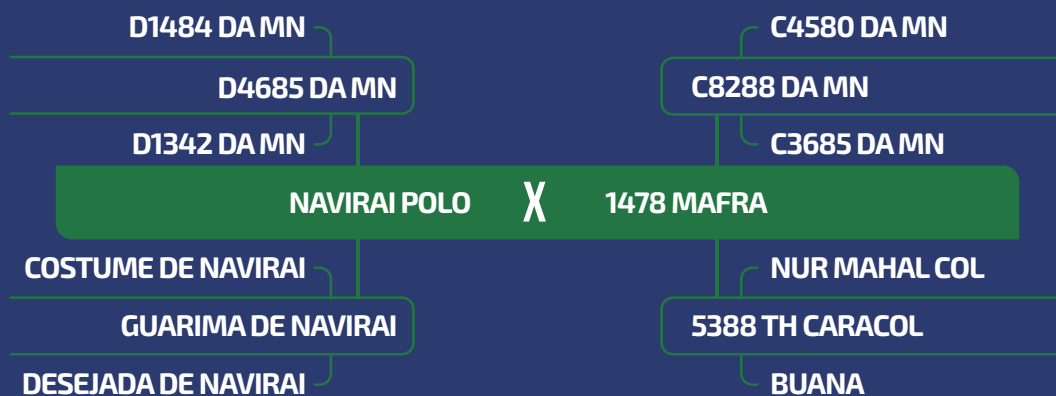 D1484 DA MN
C4580 DA MN
D4685 DA MN
C8288 DA MN
D1342 DA MN
C3685 DA MN
NAVIRAI POLO X 1478 MAFRA
COSTUME DE NAVIRAI
NUR MAHAL COL
GUARIMA DE NAVIRAI
5388 TH CARACOL
DESEJADA DE NAVIRAI
BUANA